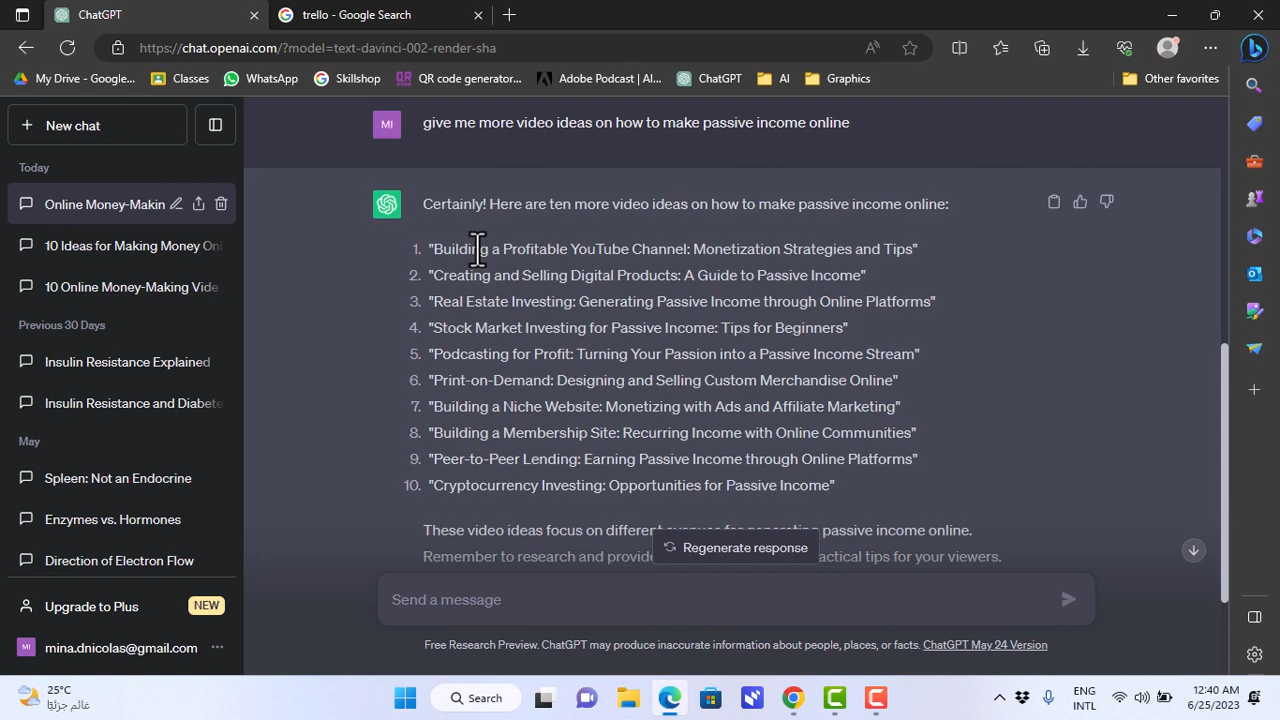 ChatGPT
trello - Google Search
https://chat.openai.com/?model=text-davinci-002-render-sha
My Drive - Google...
Classes
WhatsApp
Skillshop
QR code generator...
Adobe Podcast | AI...
ChatGPT
AI
Graphics
Other favorites
New chat
Today
Online Money-Makin
10 Ideas for Making Money Onl
10 Online Money-Making Vide
Previous 30 Days
Insulin Resistance Explained
Insulin Resistance and Diabete
May
Spleen: Not an Endocrine
Enzymes vs. Hormones
Direction of Electron Flow
Upgrade to Plus
NEW
MI
mina.dnicolas@gmail.com
MI
give me more video ideas on how to make passive income online
Certainly! Here are ten more video ideas on how to make passive income online:
1. "Building a Profitable YouTube Channel: Monetization Strategies and Tips"
2. "Creating and Selling Digital Products: A Guide to Passive Income"
3. "Real Estate Investing: Generating Passive Income through Online Platforms"
4. "Stock Market Investing for Passive Income: Tips for Beginners"
5. "Podcasting for Profit: Turning Your Passion into a Passive Income Stream"
6. "Print-on-Demand: Designing and Selling Custom Merchandise Online"
7. "Building a Niche Website: Monetizing with Ads and Affiliate Marketing"
8. "Building a Membership Site: Recurring Income with Online Communities"
9. "Peer-to-Peer Lending: Earning Passive Income through Online Platforms"
10. "Cryptocurrency Investing: Opportunities for Passive Income"
These video ideas focus on different avenues for generating passive income online.
Remember to research and provide
actical tips for your viewers.
Regenerate response
Send a message
Free Research Preview. ChatGPT may produce inaccurate information about people, places, or facts. ChatGPT May 24 Version
25°C
غائم جزئيًا
Search
ENG
INTL
12:40 AM
6/25/2023